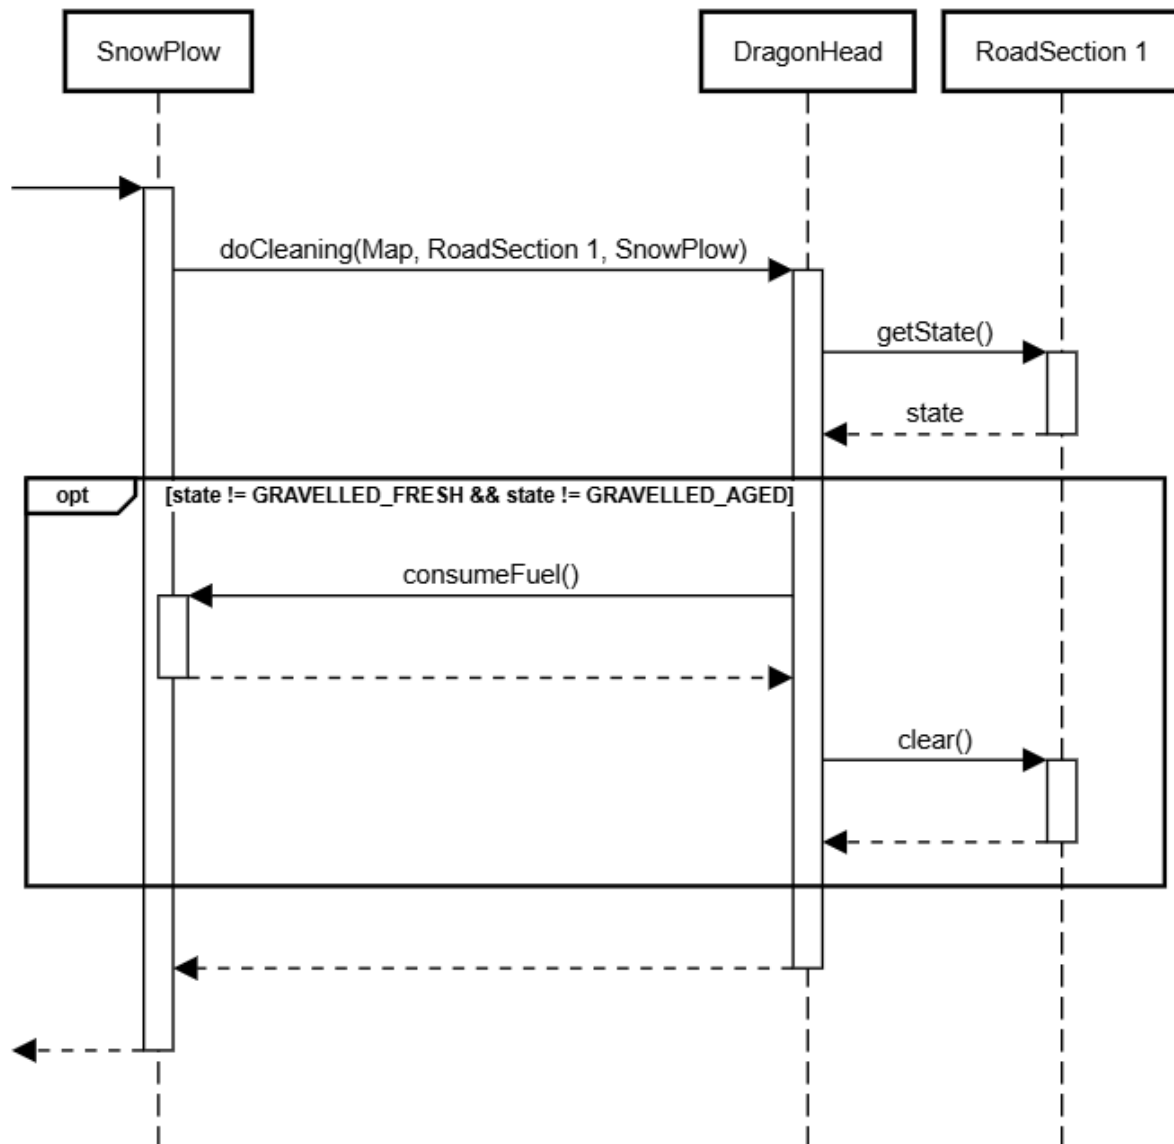 SnowPlow
DragonHead
RoadSection 1
doCleaning(Map, RoadSection 1, SnowPlow)
getState()
state
opt
[state != GRAVELLED_FRESH && state != GRAVELLED_AGED]
consumeFuel()
clear()